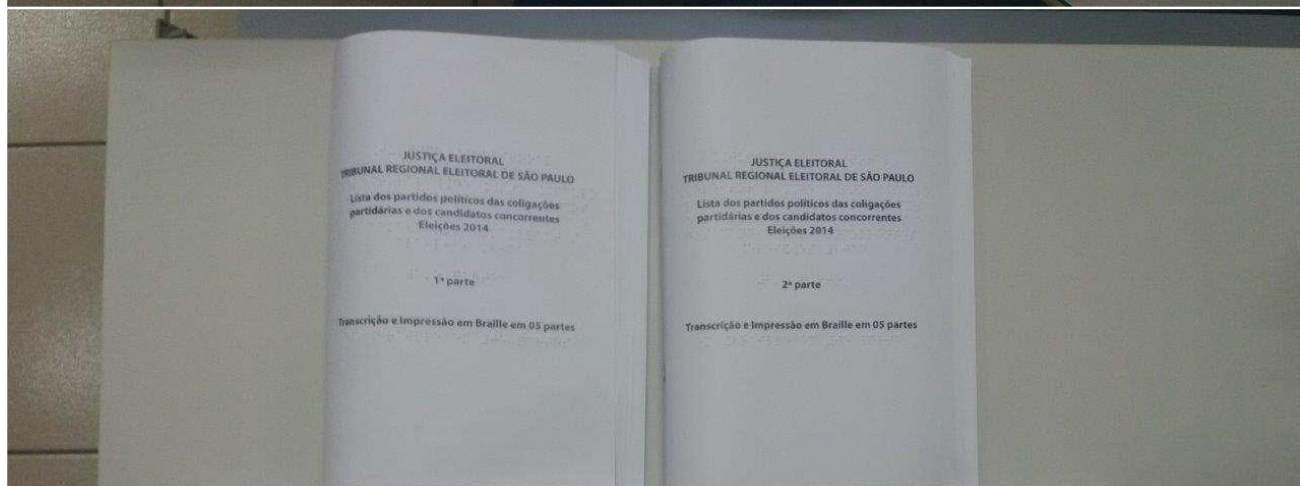 JUSTIÇA ELEITORAL
TRIBUNAL REGIONAL ELEITORAL DE SÃO PAULO
Lista dos partidos políticos das coligações
partidárias e dos candidatos concorrentes
Eleições 2014
1ª parte
Transcrição e Impressão em Braille em 05 partes
JUSTIÇA ELEITORAL
TRIBUNAL REGIONAL ELEITORAL DE SÃO PAULO
Lista dos partidos políticos das coligações
partidárias e dos candidatos concorrentes
Eleições 2014
2ª parte
Transcrição e Impressão em Braille em 05 partes